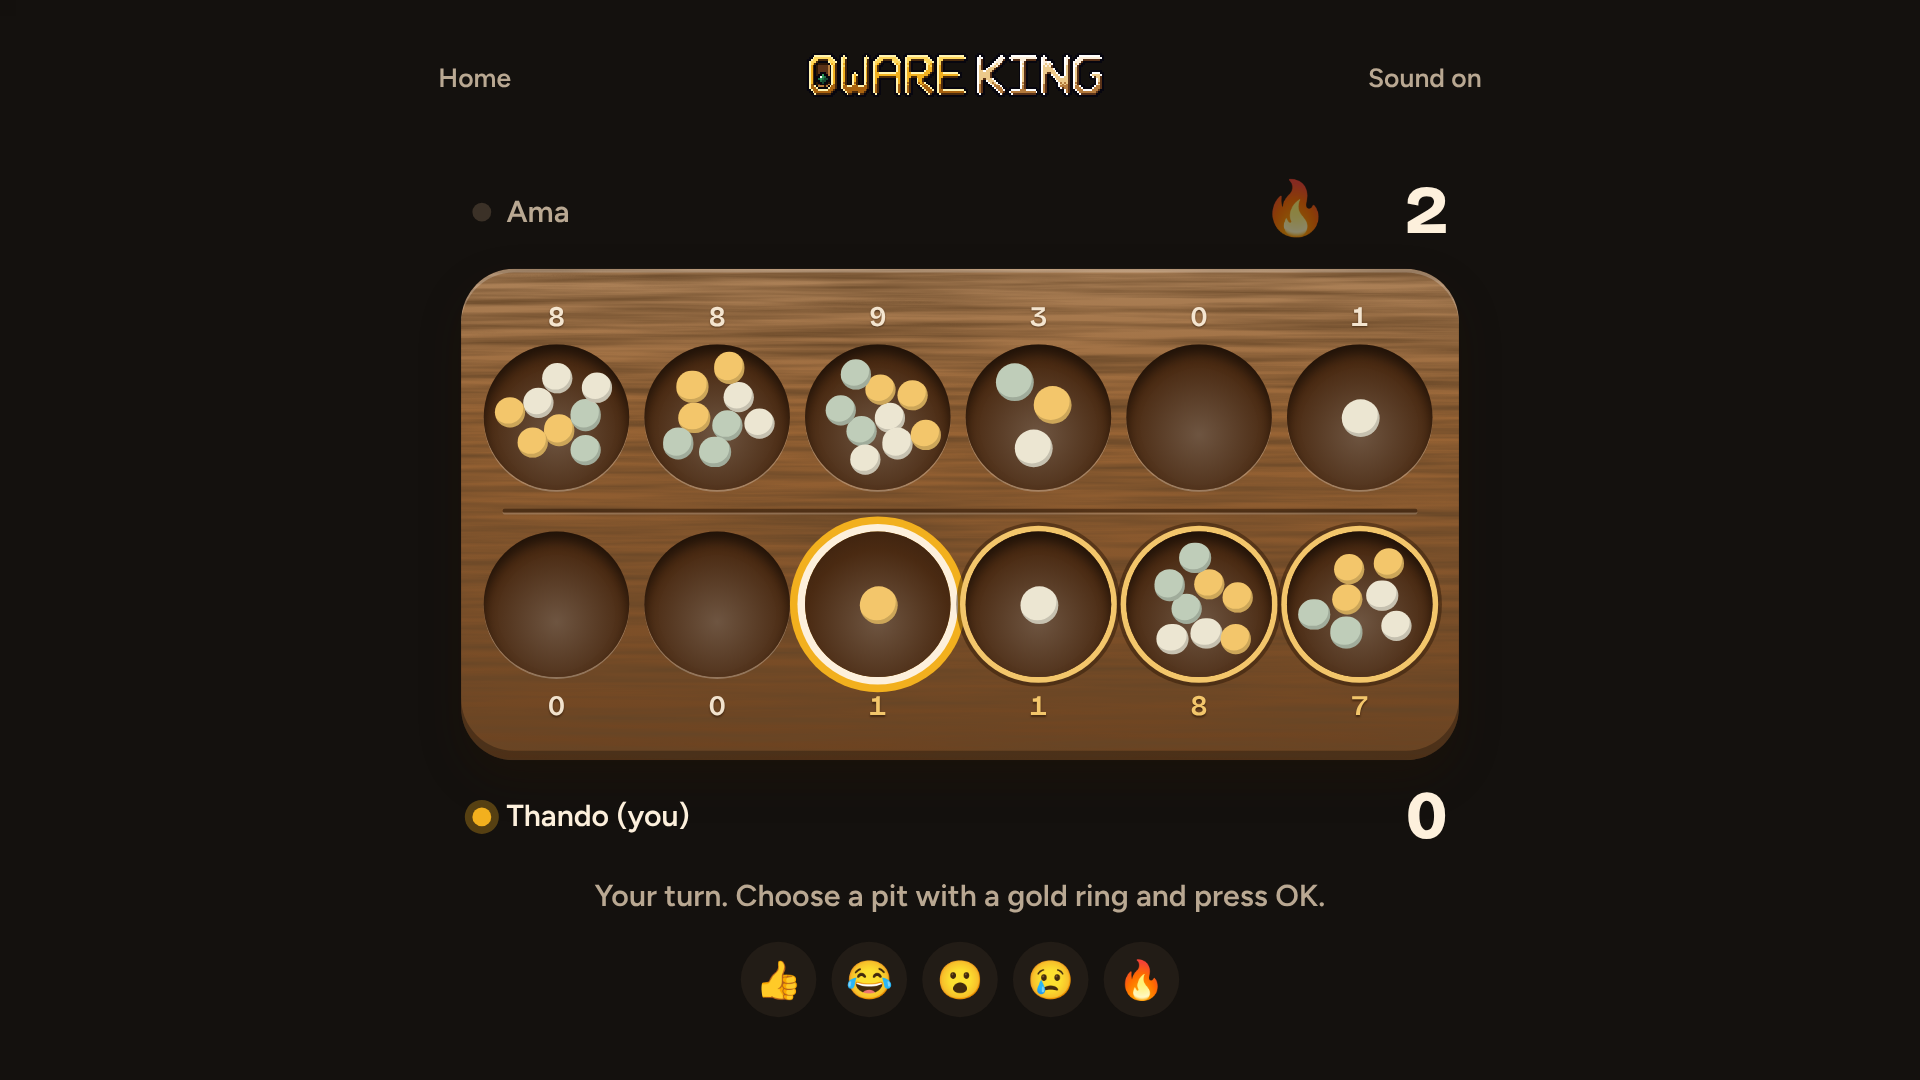 Home
OWARE KING
Sound on
Ama
2
8 8 9 3 0 1
0 0 1 1 8 7
Thando (you)
0
Your turn. Choose a pit with a gold ring and press OK.